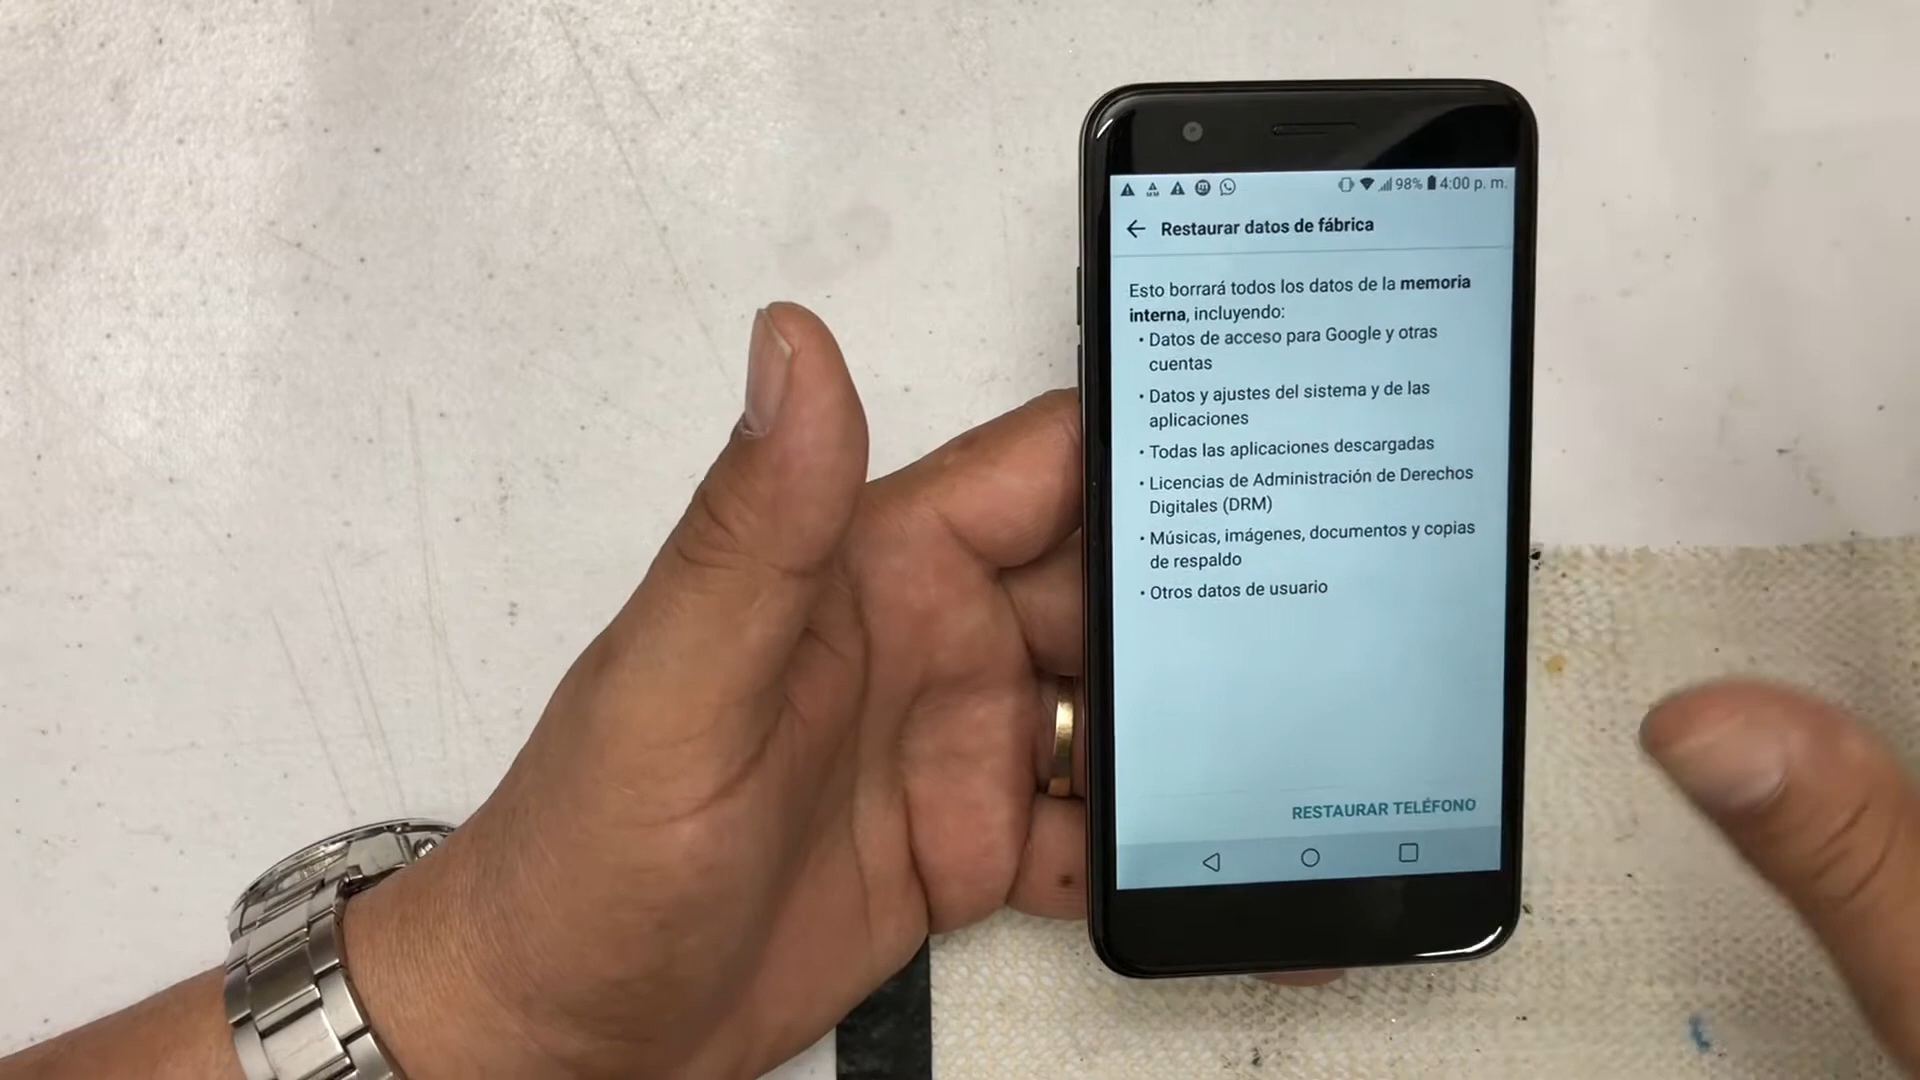 98% 4:00 p. m.
Restaurar datos de fábrica
Esto borrará todos los datos de la memoria
interna, incluyendo:
• Datos de acceso para Google y otras
cuentas
• Datos y ajustes del sistema y de las
aplicaciones
• Todas las aplicaciones descargadas
• Licencias de Administración de Derechos
Digitales (DRM)
• Músicas, imágenes, documentos y copias
de respaldo
• Otros datos de usuario
RESTAURAR TELÉFONO